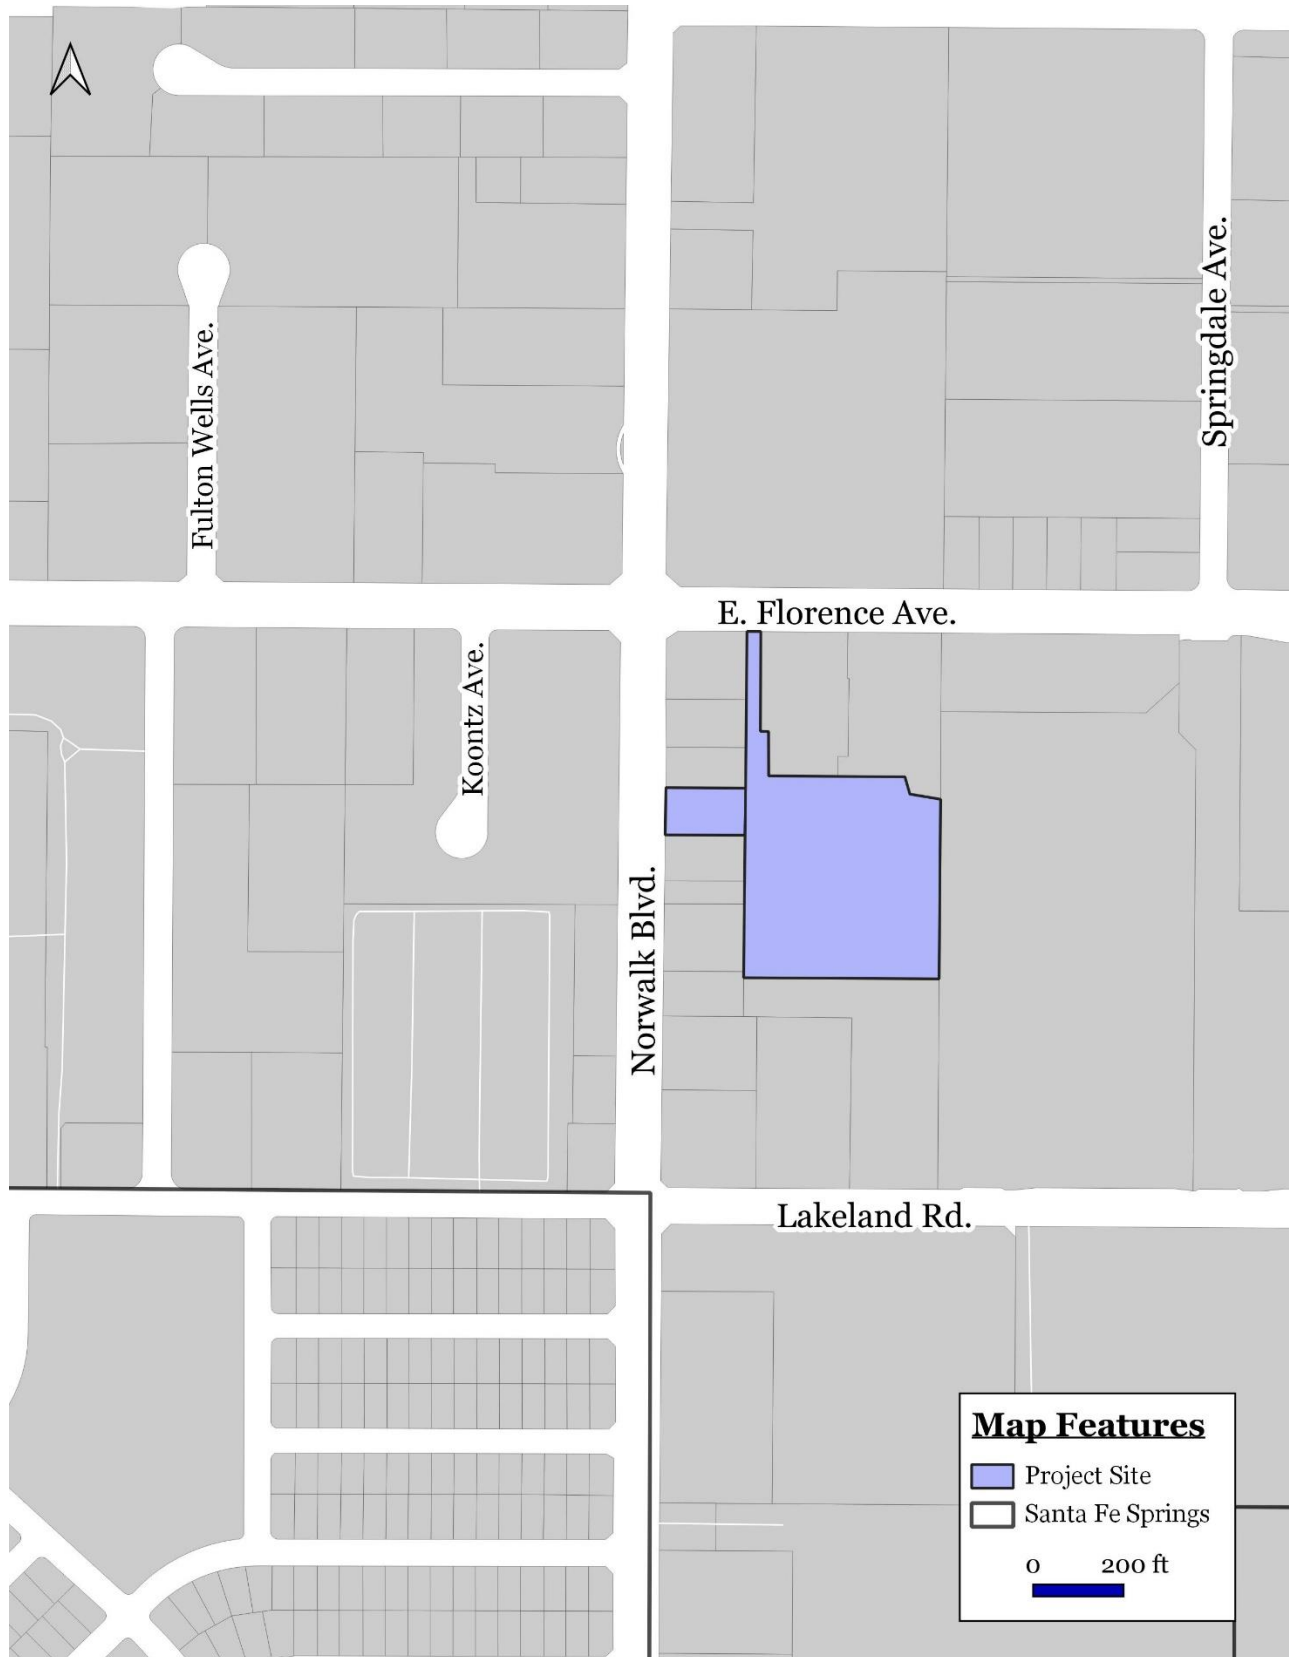 Springdale Ave.
Fulton Wells Ave.
E. Florence Ave.
Koontz Ave.
Norwalk Blvd.
Lakeland Rd.
Map Features
Project Site
Santa Fe Springs
0 200 ft